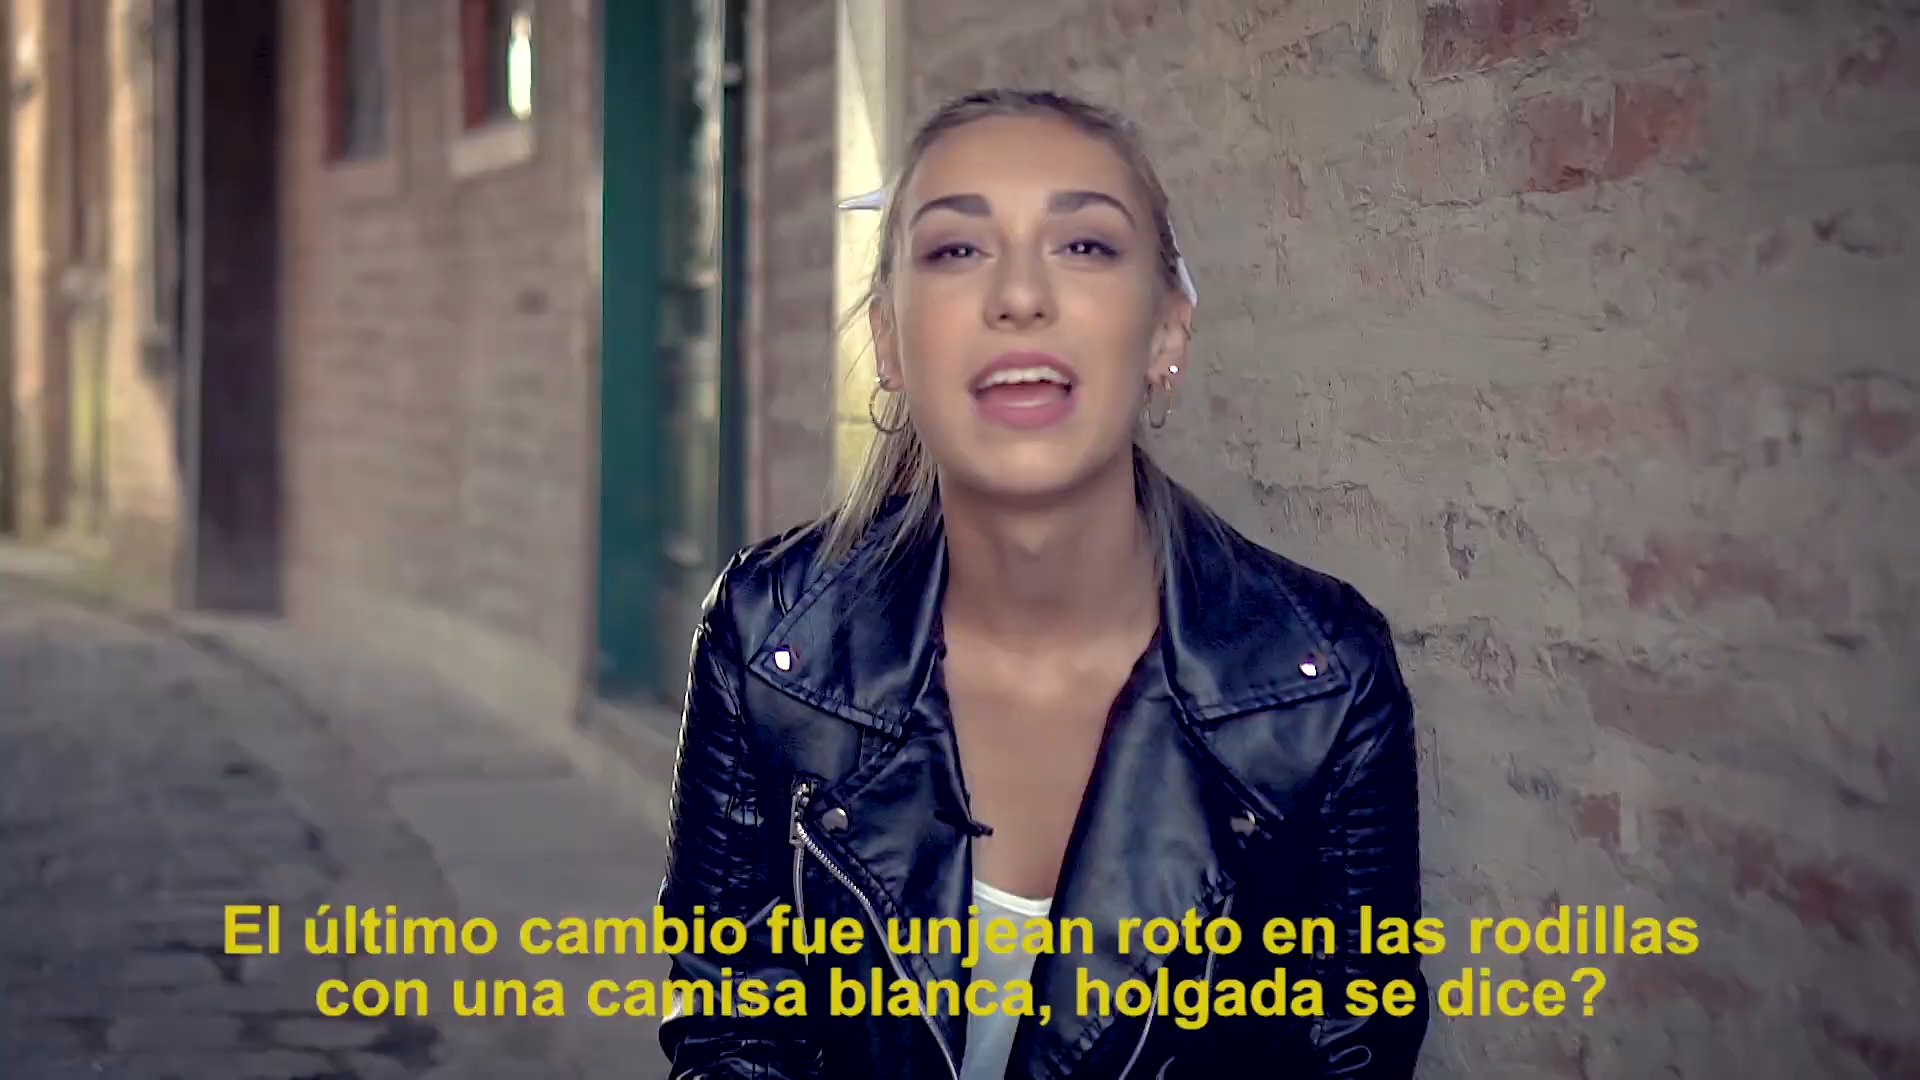 El último cambio fue unjean roto en las rodillas
con una camisa blanca, holgada se dice?